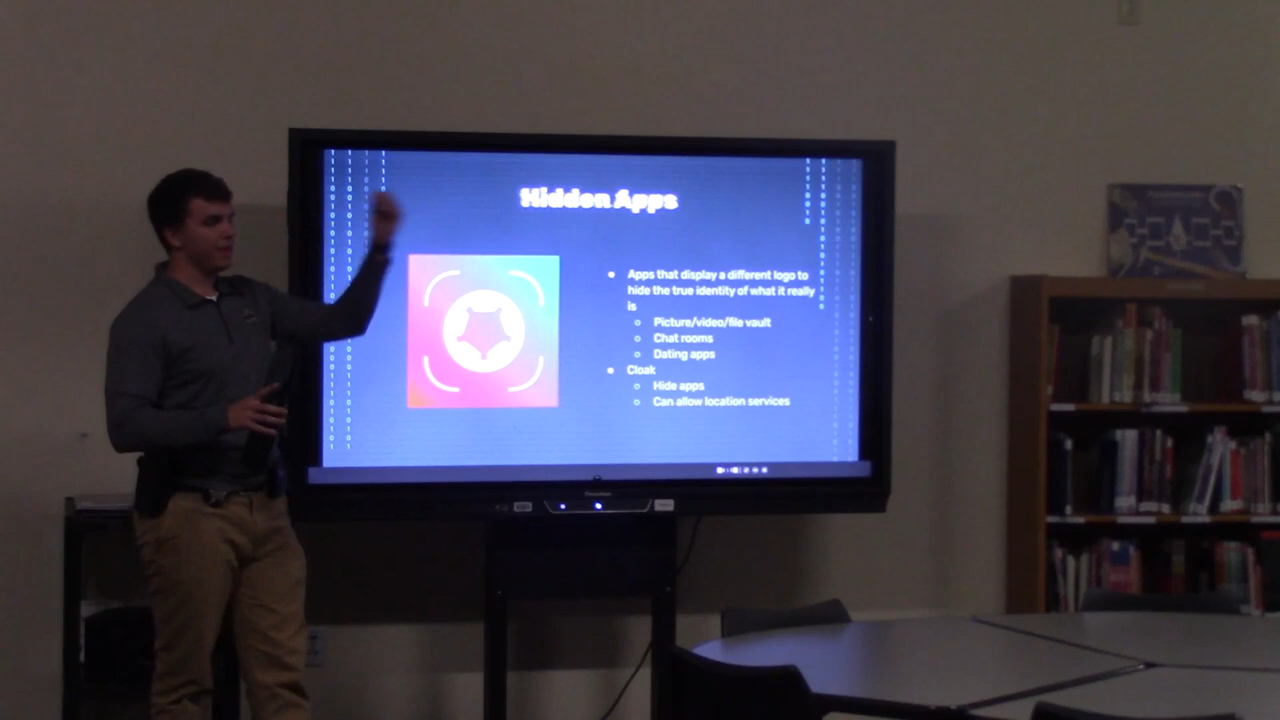 Hidden Apps
● Apps that display a different logo to
hide the true identity of what it really
is
○ Picture/video/file vault
○ Chat rooms
○ Dating apps
● Cloak
○ Hide apps
○ Can allow location services